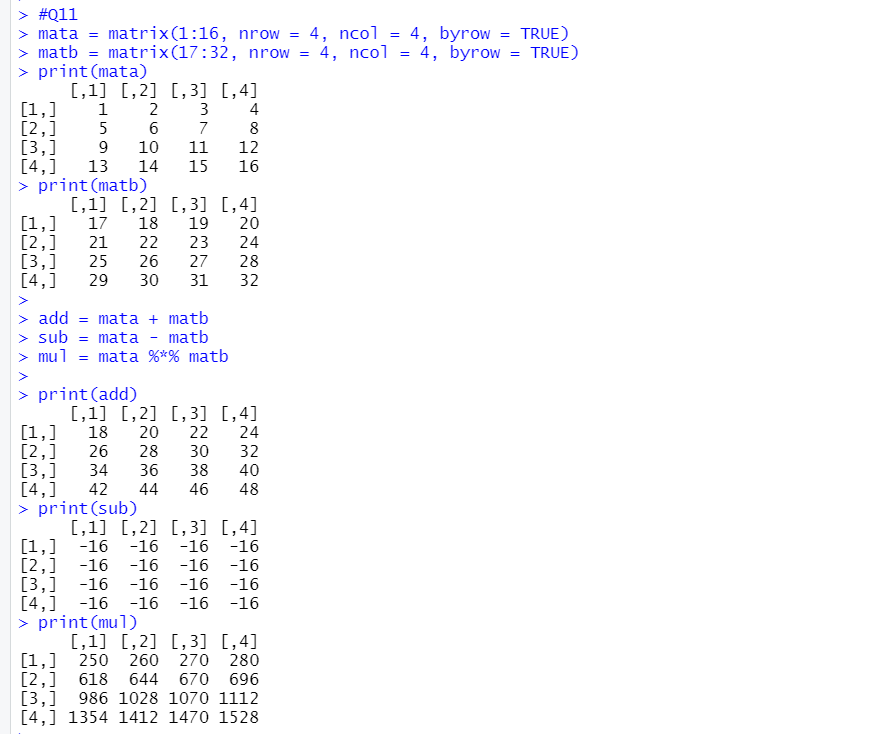 > #Q11
> mata = matrix(1:16, nrow = 4, ncol = 4, byrow = TRUE)
> matb = matrix(17:32, nrow = 4, ncol = 4, byrow = TRUE)
> print(mata)
     [,1] [,2] [,3] [,4]
[1,]    1    2    3    4
[2,]    5    6    7    8
[3,]    9   10   11   12
[4,]   13   14   15   16
> print(matb)
     [,1] [,2] [,3] [,4]
[1,]   17   18   19   20
[2,]   21   22   23   24
[3,]   25   26   27   28
[4,]   29   30   31   32
>
> add = mata + matb
> sub = mata - matb
> mul = mata %*% matb
>
> print(add)
     [,1] [,2] [,3] [,4]
[1,]   18   20   22   24
[2,]   26   28   30   32
[3,]   34   36   38   40
[4,]   42   44   46   48
> print(sub)
     [,1] [,2] [,3] [,4]
[1,]  -16  -16  -16  -16
[2,]  -16  -16  -16  -16
[3,]  -16  -16  -16  -16
[4,]  -16  -16  -16  -16
> print(mul)
     [,1] [,2] [,3] [,4]
[1,]  250  260  270  280
[2,]  618  644  670  696
[3,]  986 1028 1070 1112
[4,] 1354 1412 1470 1528